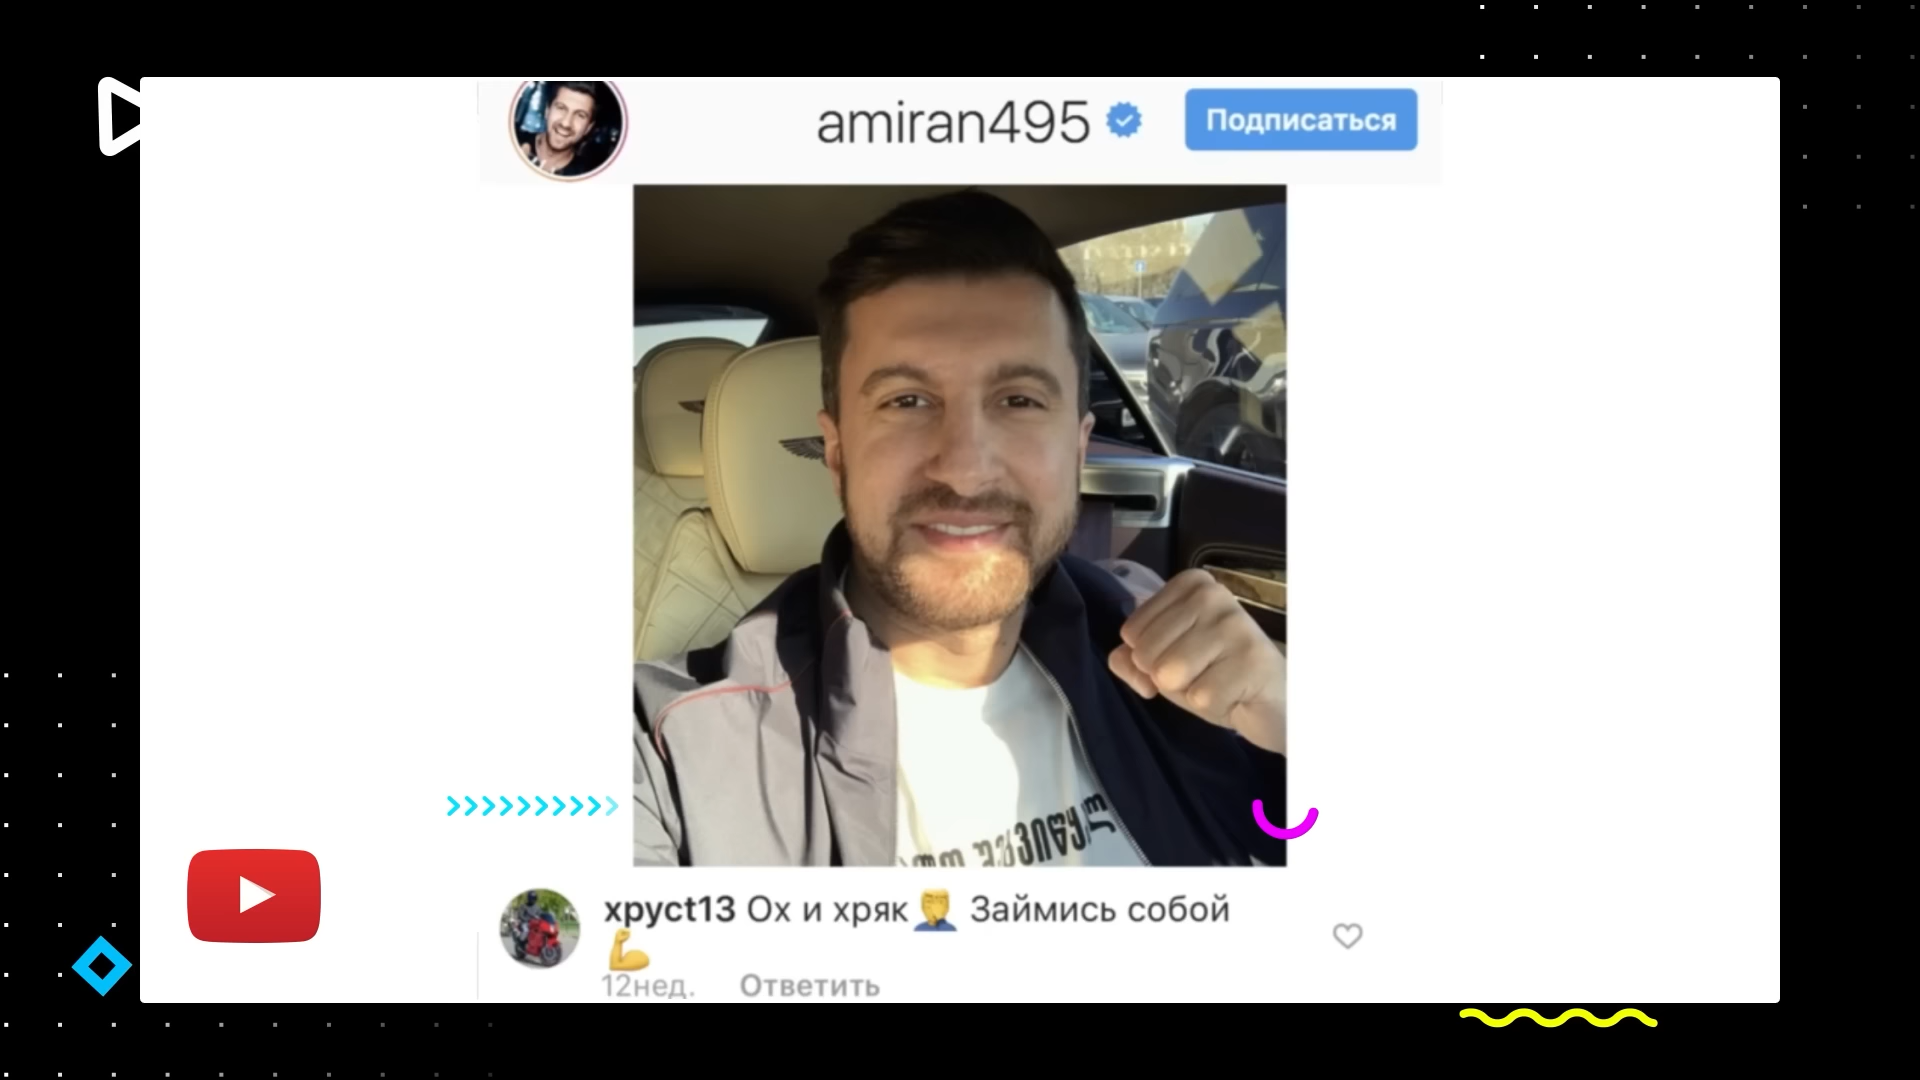 amiran495
Подписаться
хруст13 Ох и хряк🤦‍♂️ Займись собой
💪
12нед. Ответить